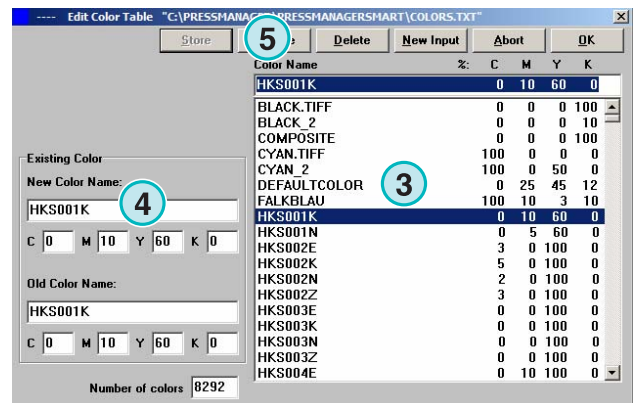 ---- Edit Color Table "C:\PRESSMANAGER\PRESSMANAGERSMART\COLORS.TXT"
Store 5 Delete New Input Abort OK
Color Name %: C M Y K
HKS001K 0 10 60 0
BLACK.TIFF 0 0 0 100
BLACK_2 0 0 0 10
COMPOSITE 0 0 0 100
CYAN.TIFF 100 0 0 0
CYAN_2 100 0 50 0
DEFAULTCOLOR 3 0 25 45 12
FALKBLAU 100 10 3 10
HKS001K 0 10 60 0
HKS001N 0 5 60 0
HKS002E 3 0 100 0
HKS002K 5 0 100 0
HKS002N 2 0 100 0
HKS002Z 3 0 100 0
HKS003E 0 0 100 0
HKS003K 0 0 100 0
HKS003N 0 0 100 0
HKS003Z 0 0 100 0
HKS004E 0 10 100 0
Existing Color
New Color Name:
HKS001K 4
C 0 M 10 Y 60 K 0
Old Color Name:
HKS001K
C 0 M 10 Y 60 K 0
Number of colors 8292